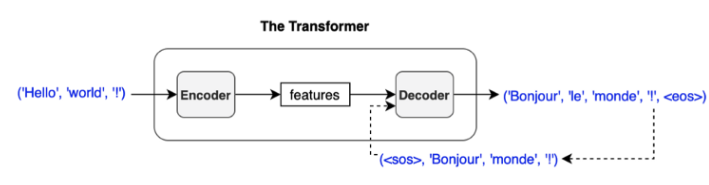 The Transformer
('Hello', 'world', '!')
Encoder
features
Decoder
('Bonjour', 'le', 'monde', '!', <eos>)
(<sos>, 'Bonjour', 'monde', '!')